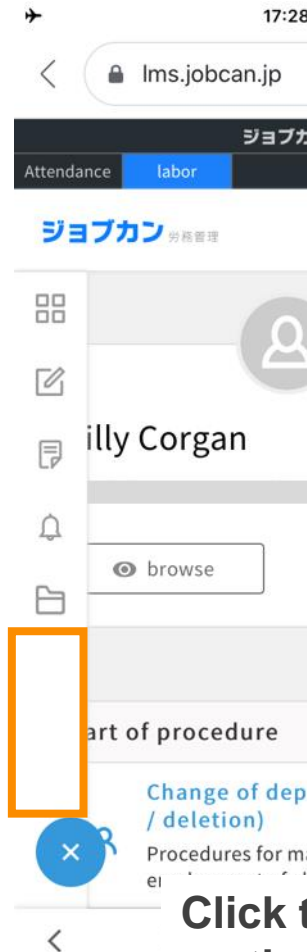 17:28
lms.jobcan.jp
ジョブカ
Attendance labor
ジョブカン 労務管理
illy Corgan
browse
art of procedure
Change of dep
/ deletion)
Procedures for ma
Click t